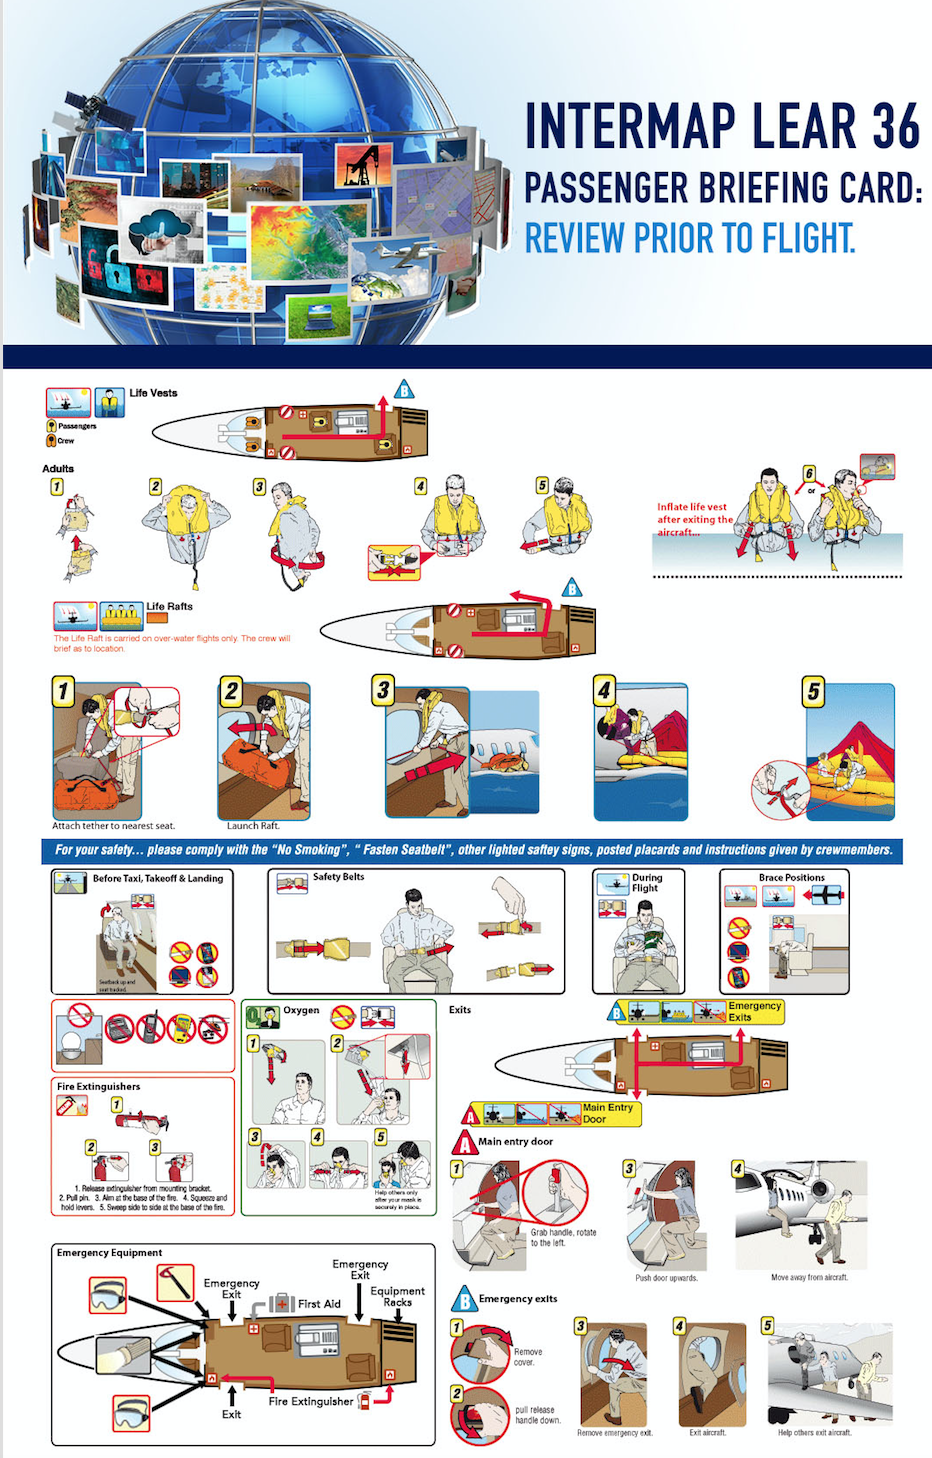 INTERMAP LEAR 36
PASSENGER BRIEFING CARD:
REVIEW PRIOR TO FLIGHT.
Life Vests
B
Passengers
Crew
Adults
1
2
3
4
5
6
or
Inflate life vest
after exiting the
aircraft...
Life Rafts
B
The Life Raft is carried on over-water flights only. The crew will
brief as to location.
1
2
3
4
5
Attach tether to nearest seat.
Launch Raft.
For your safety... please comply with the "No Smoking", " Fasten Seatbelt", other lighted saftey signs, posted placards and instructions given by crewmembers.
Before Taxi, Takeoff & Landing
Seatback up and
seat tracked.
Safety Belts
During
Flight
Brace Positions
Fire Extinguishers
1
2
3
1. Release extinguisher from mounting bracket.
2. Pull pin. 3. Aim at the base of the fire. 4. Squeeze and
hold levers. 5. Sweep side to side at the base of the fire.
O2
Oxygen
1
2
3
4
5
Help others only
after your mask is
securely in place.
Exits
B
Emergency
Exits
A
Main Entry
Door
A
Main entry door
1
Grab handle, rotate
to the left.
3
Push door upwards.
4
Move away from aircraft.
B
Emergency exits
1
Remove
cover.
2
pull release
handle down.
3
Remove emergency exit.
4
Exit aircraft.
5
Help others exit aircraft.
Emergency Equipment
Emergency
Exit
First Aid
Emergency
Exit
Equipment
Racks
Fire Extinguisher
Exit